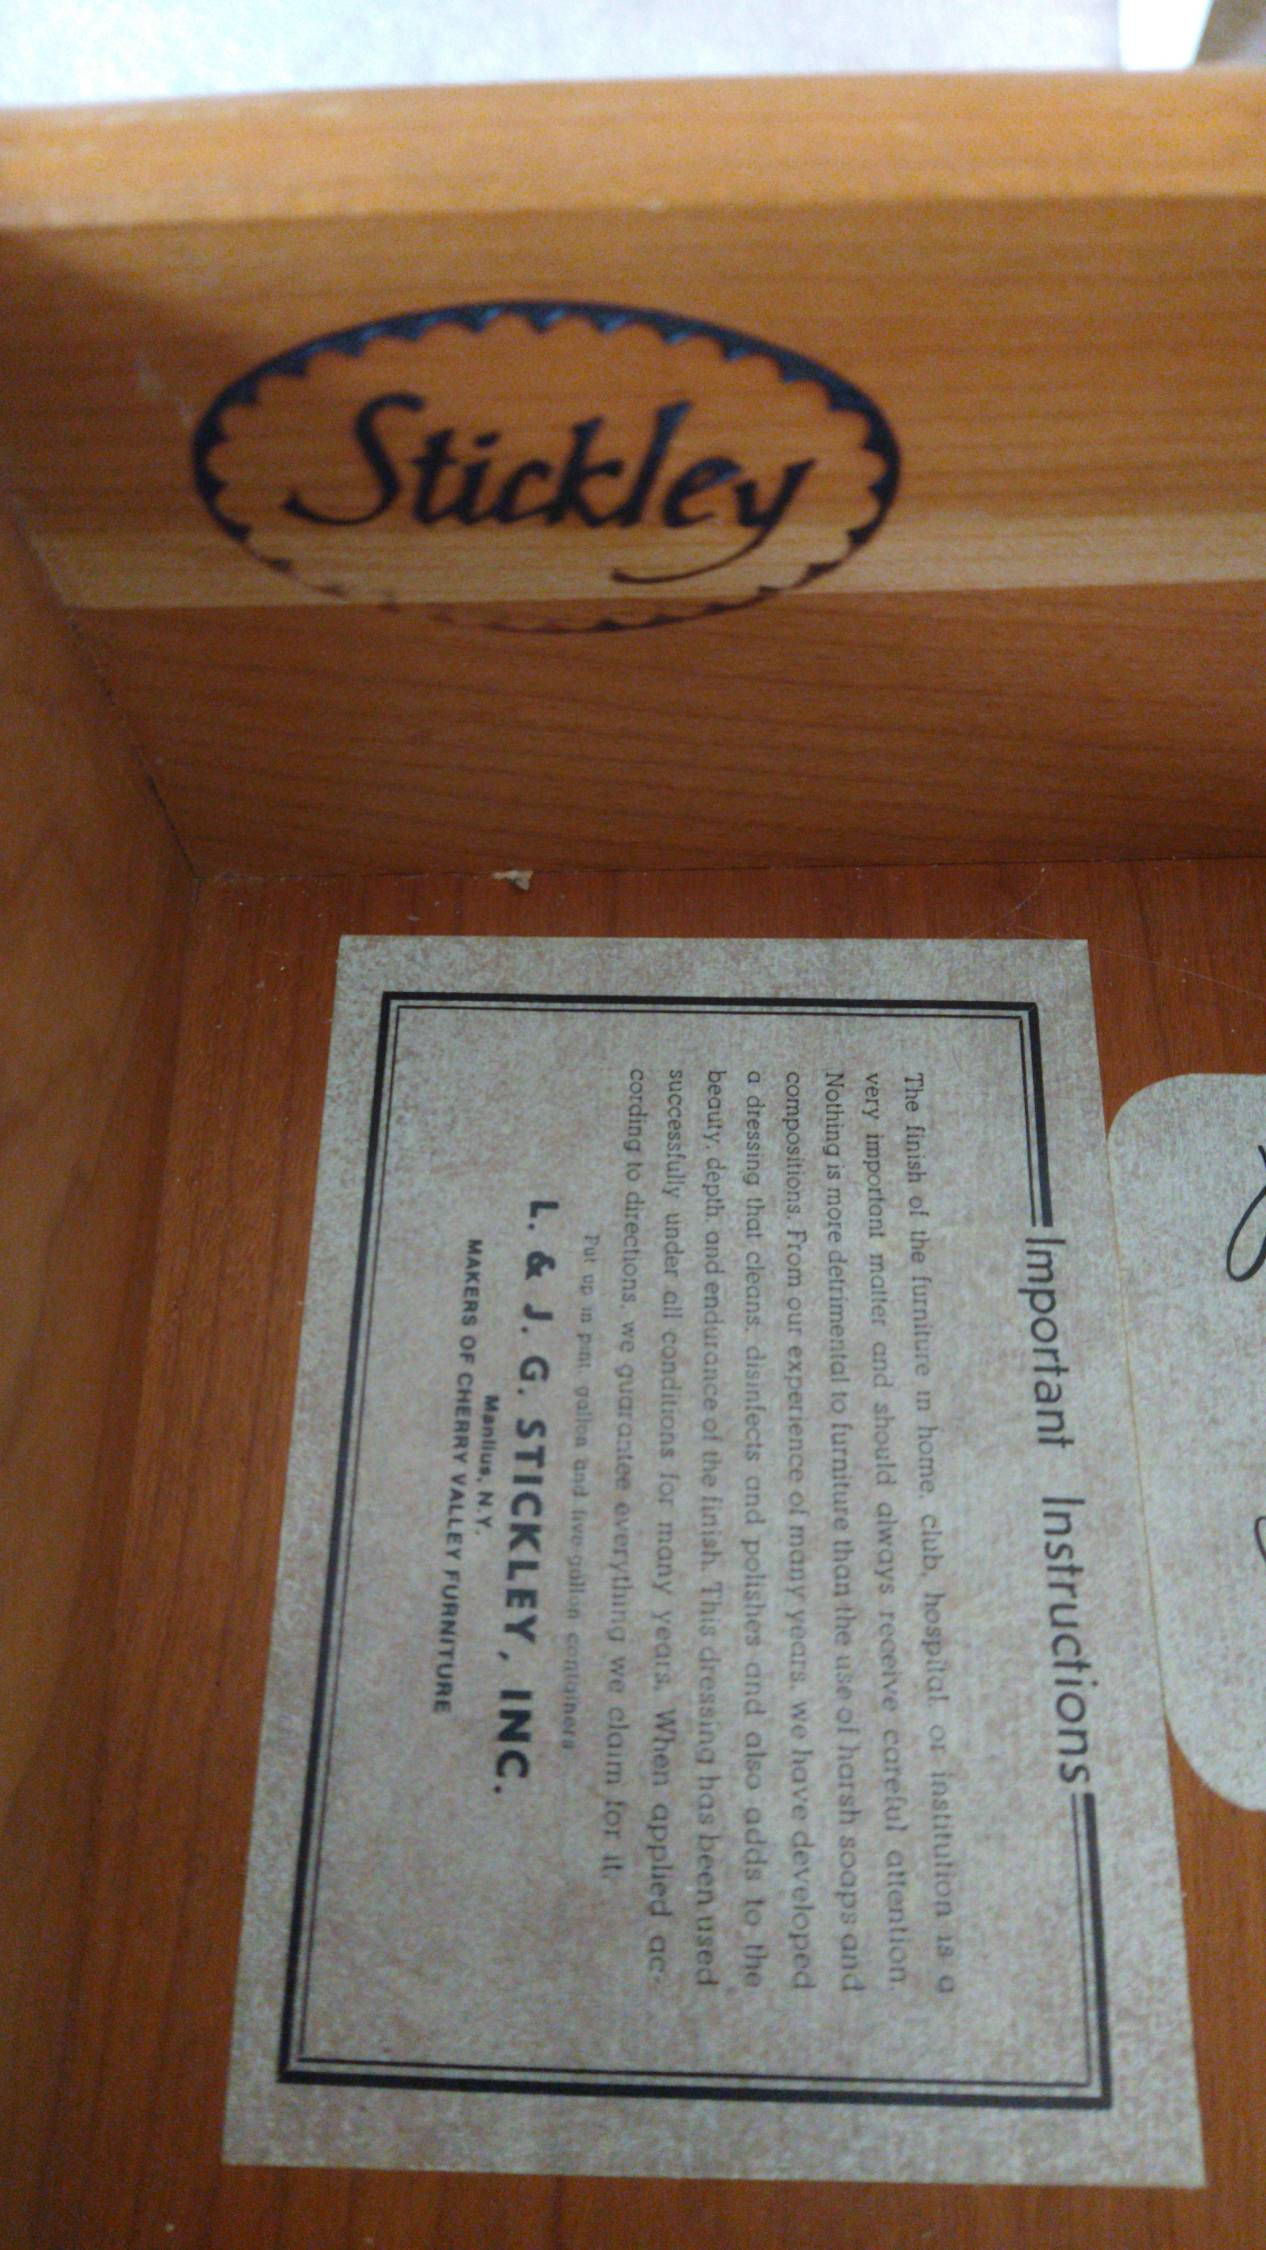 Stickley
Important Instructions
The finish of the furniture in home, club, hospital, or institution is a
very important matter and should always receive careful attention.
Nothing is more detrimental to furniture than the use of harsh soaps and
compositions. From our experience of many years, we have developed
a dressing that cleans, disinfects and polishes and also adds to the
beauty, depth, and endurance of the finish. This dressing has been used
successfully under all conditions for many years. When applied ac-
cording to directions, we guarantee everything we claim for it.
Put up in pint, gallon and five-gallon containers
L. & J. G. STICKLEY, INC.
Manlius, N.Y.
MAKERS OF CHERRY VALLEY FURNITURE